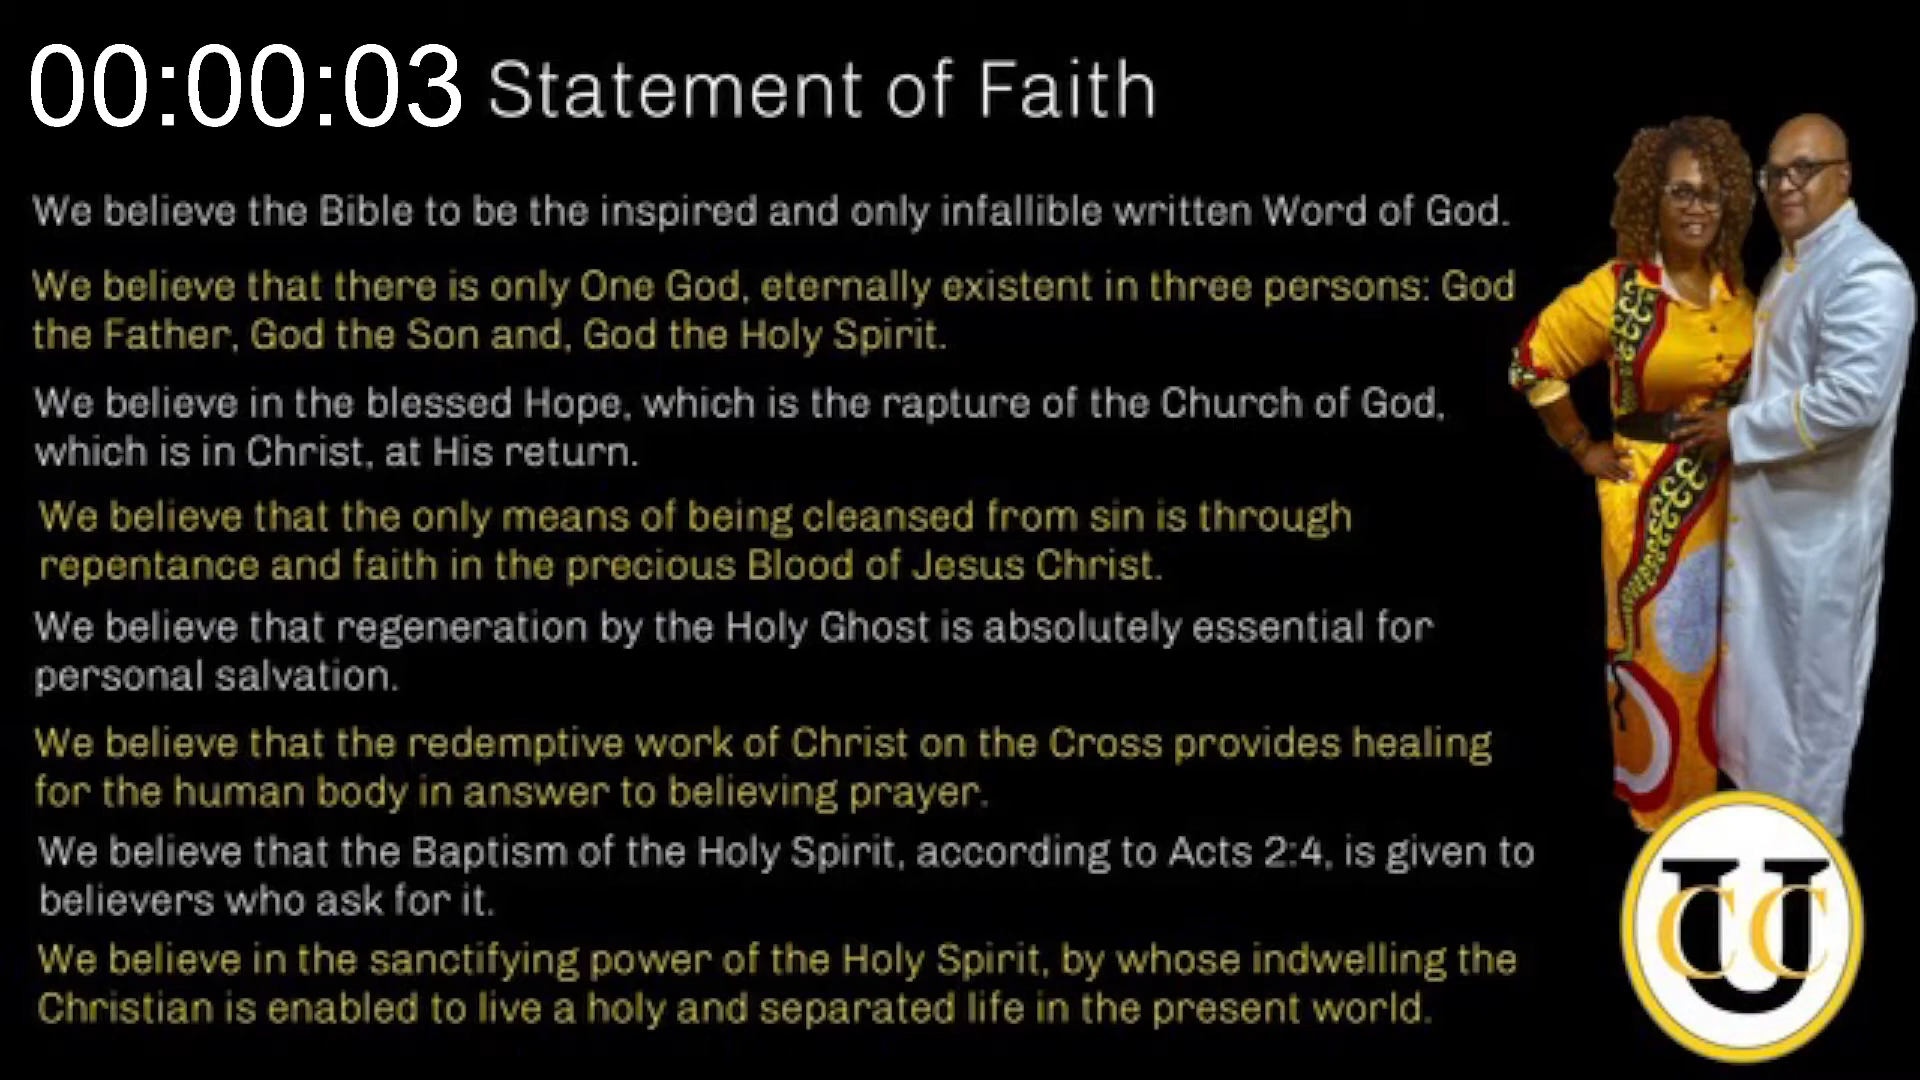 00:00:03 Statement of Faith
We believe the Bible to be the inspired and only infallible written Word of God.
We believe that there is only One God, eternally existent in three persons: God
the Father, God the Son and, God the Holy Spirit.
We believe in the blessed Hope, which is the rapture of the Church of God,
which is in Christ, at His return.
We believe that the only means of being cleansed from sin is through
repentance and faith in the precious Blood of Jesus Christ.
We believe that regeneration by the Holy Ghost is absolutely essential for
personal salvation.
We believe that the redemptive work of Christ on the Cross provides healing
for the human body in answer to believing prayer.
We believe that the Baptism of the Holy Spirit, according to Acts 2:4, is given to
believers who ask for it.
We believe in the sanctifying power of the Holy Spirit, by whose indwelling the
Christian is enabled to live a holy and separated life in the present world.
UCC